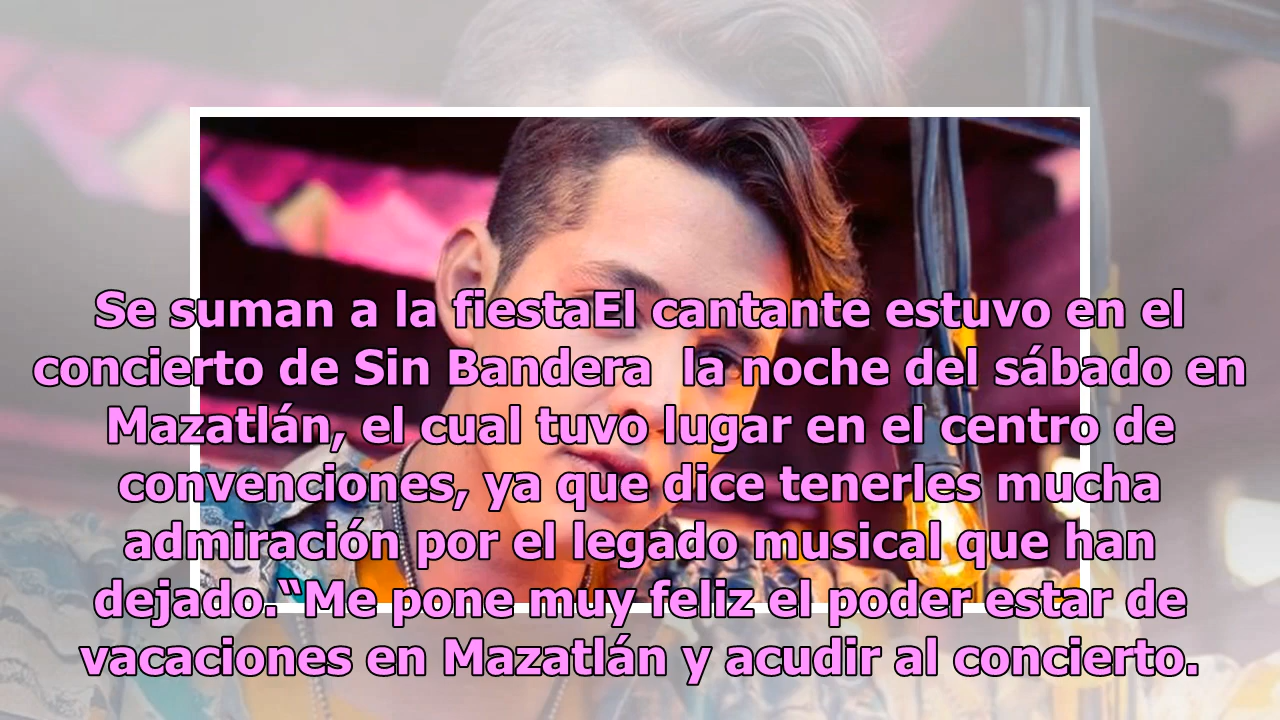 Se suman a la fiestaEl cantante estuvo en el
concierto de Sin Bandera  la noche del sábado en
Mazatlán, el cual tuvo lugar en el centro de
convenciones, ya que dice tenerles mucha
admiración por el legado musical que han
dejado.“Me pone muy feliz el poder estar de
vacaciones en Mazatlán y acudir al concierto.